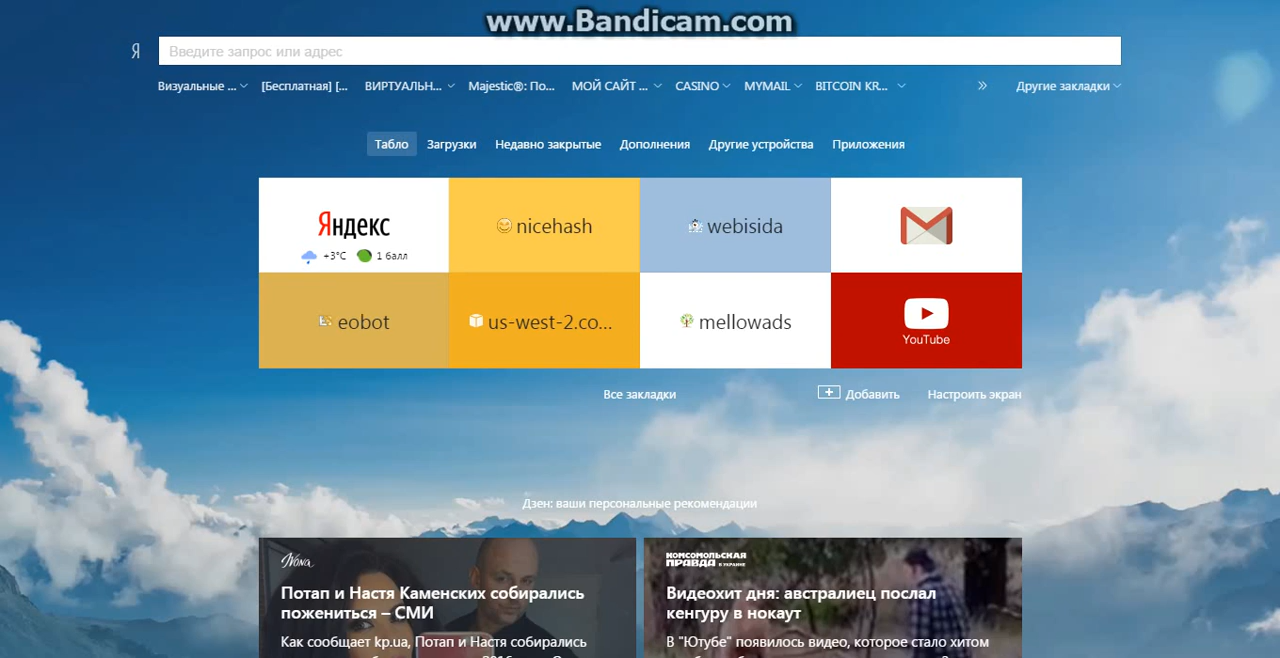 www.Bandicam.com
Я Введите запрос или адрес
Визуальные ... [Бесплатная] [... ВИРТУАЛЬН... Majestic®: По... МОЙ САЙТ ... CASINO MYMAIL BITCOIN KR... » Другие закладки
Табло Загрузки Недавно закрытые Дополнения Другие устройства Приложения
Яндекс nicehash webisida
+3°C 1 балл
eobot us-west-2.co... mellowads YouTube
Все закладки Добавить Настроить экран
Дзен: ваши персональные рекомендации
Ivona
Потап и Настя Каменских собирались
пожениться – СМИ
Как сообщает kp.ua, Потап и Настя собирались
КОМСОМОЛЬСКАЯ
ПРАВДА В УКРАИНЕ
Видеохит дня: австралиец послал
кенгуру в нокаут
В "Ютубе" появилось видео, которое стало хитом